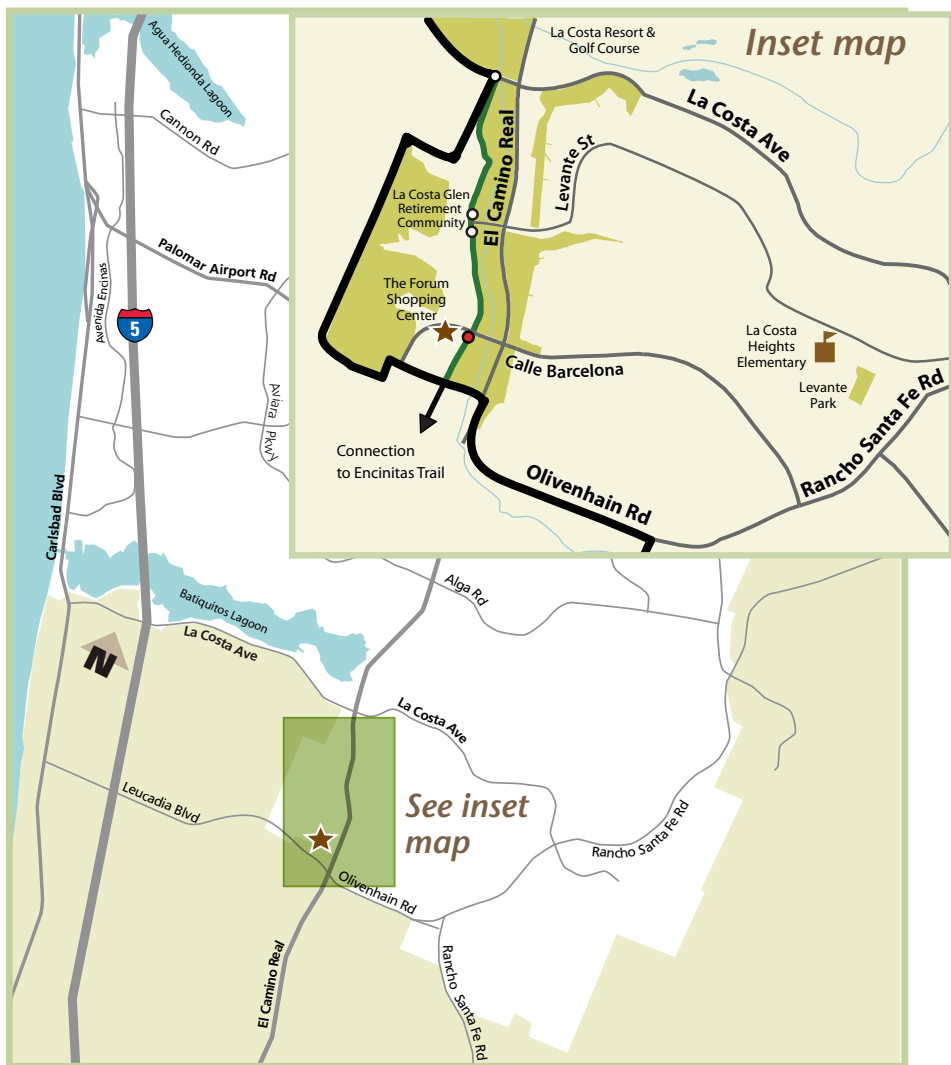 Agua Hedionda
Lagoon
Cannon Rd
Palomar Airport Rd
Avenida Encinas
5
Aviara Pkwy
Carlsbad Blvd
Inset map
La Costa Resort &
Golf Course
La Costa Ave
El Camino Real
Levante St
La Costa Glen
Retirement
Community
The Forum
Shopping
Center
Calle Barcelona
La Costa
Heights
Elementary
Levante
Park
Rancho Santa Fe Rd
Connection
to Encinitas Trail
Olivenhain Rd
Batiquitos Lagoon
Alga Rd
La Costa Ave
N
La Costa Ave
Leucadia Blvd
See inset
map
Rancho Santa Fe Rd
Olivenhain Rd
El Camino Real
Rancho Santa Fe Rd